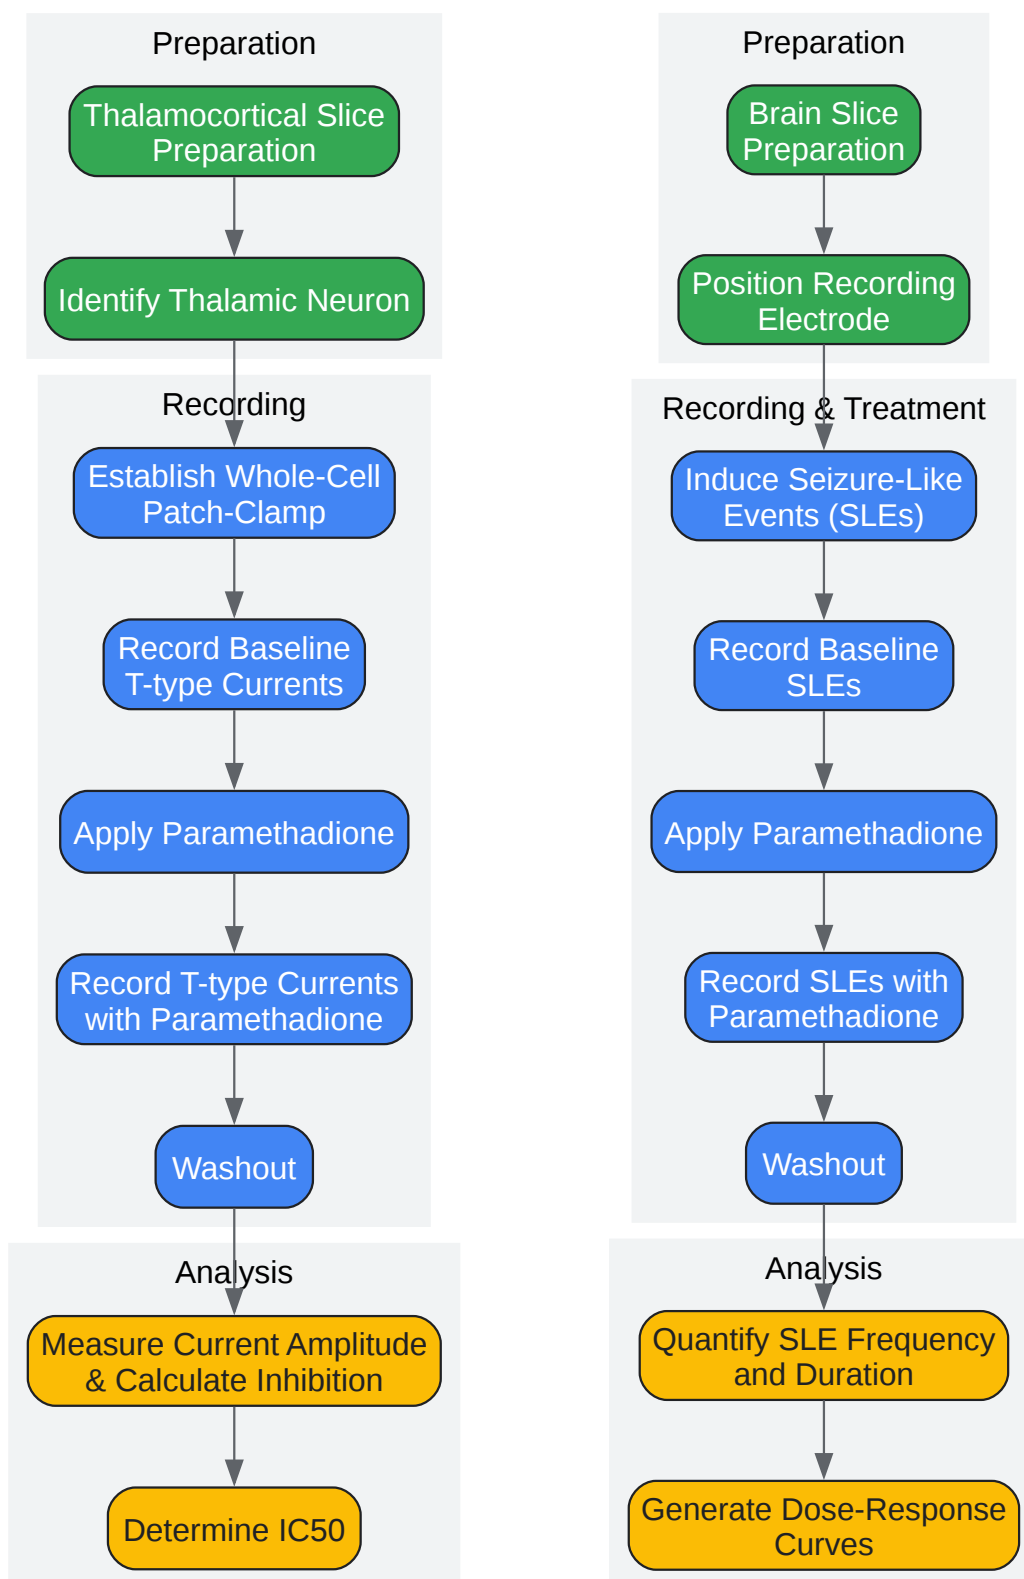 Preparation
Thalamocortical Slice
Preparation
Identify Thalamic Neuron
Recording
Establish Whole-Cell
Patch-Clamp
Record Baseline
T-type Currents
Apply Paramethadione
Record T-type Currents
with Paramethadione
Washout
Analysis
Measure Current Amplitude
& Calculate Inhibition
Determine IC50
Preparation
Brain Slice
Preparation
Position Recording
Electrode
Recording & Treatment
Induce Seizure-Like
Events (SLEs)
Record Baseline
SLEs
Apply Paramethadione
Record SLEs with
Paramethadione
Washout
Analysis
Quantify SLE Frequency
and Duration
Generate Dose-Response
Curves